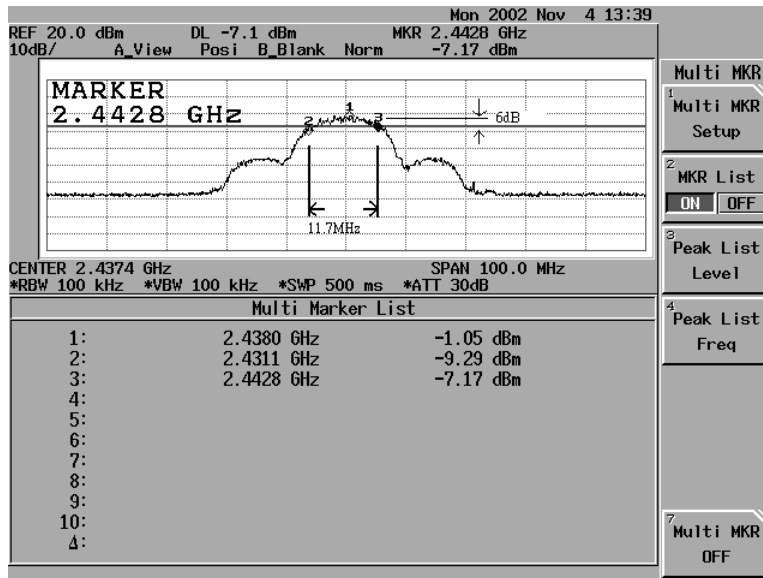 Mon 2002 Nov 4 13:39
REF 20.0 dBm DL -7.1 dBm MKR 2.4428 GHz
10dB/ A_View Posi B_Blank Norm -7.17 dBm
MARKER
2.4428 GHz
1
2
3
6dB
11.7MHz
CENTER 2.4374 GHz SPAN 100.0 MHz
*RBW 100 kHz *VBW 100 kHz *SWP 500 ms *ATT 30dB
Multi Marker List
1: 2.4380 GHz -1.05 dBm
2: 2.4311 GHz -9.29 dBm
3: 2.4428 GHz -7.17 dBm
4:
5:
6:
7:
8:
9:
10:
Δ:
Multi MKR
1
Multi MKR
Setup
2
MKR List
ON OFF
3
Peak List
Level
4
Peak List
Freq
7
Multi MKR
OFF